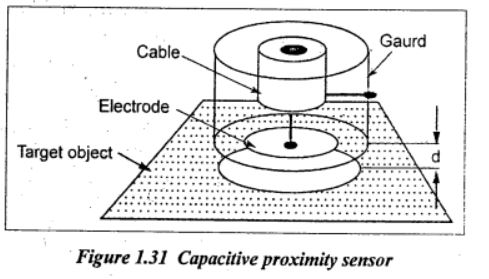 Gaurd
Cable
Electrode
Target object
d
Figure 1.31 Capacitive proximity sensor